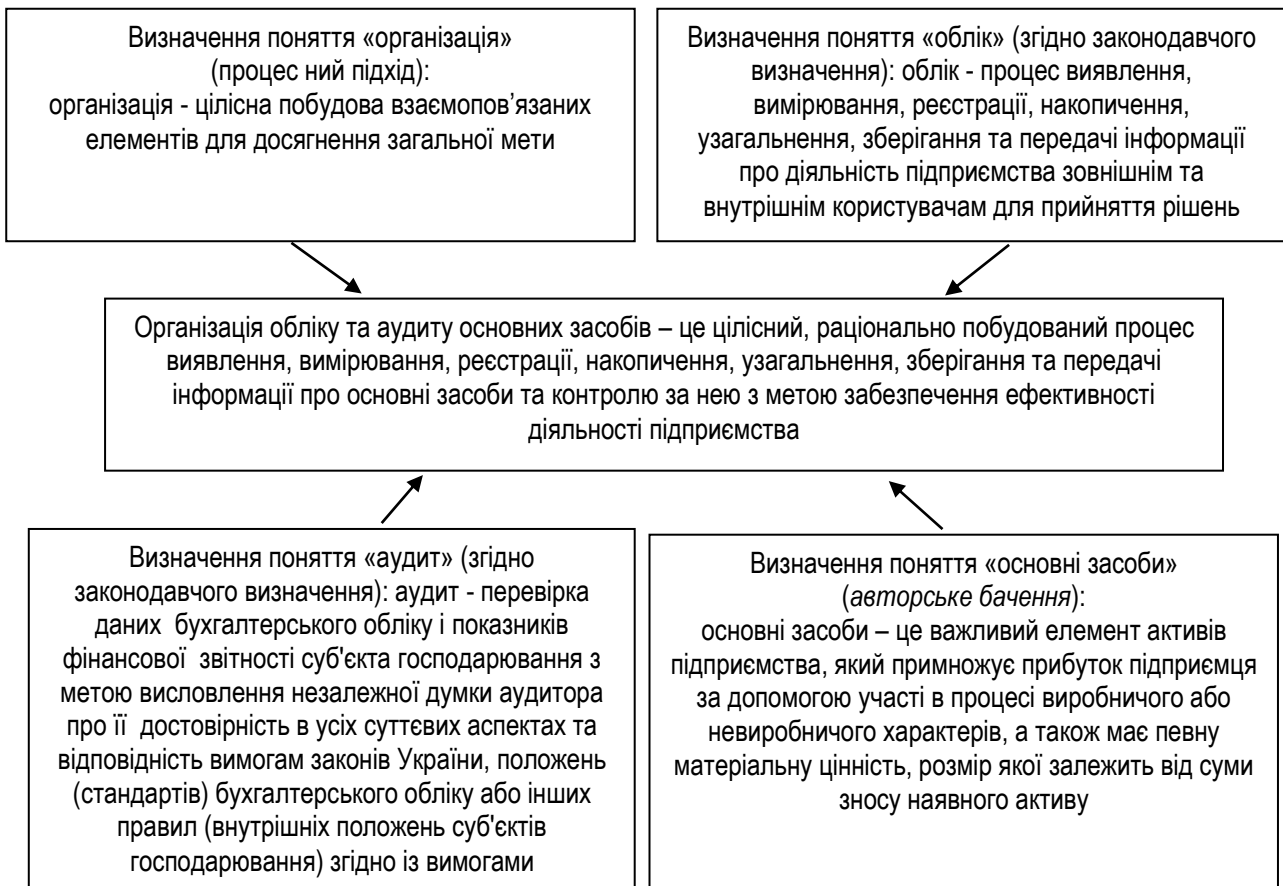 Визначення поняття «організація»
(процес ний підхід):
організація - цілісна побудова взаємопов’язаних
елементів для досягнення загальної мети
Визначення поняття «облік» (згідно законодавчого
визначення): облік - процес виявлення,
вимірювання, реєстрації, накопичення,
узагальнення, зберігання та передачі інформації
про діяльність підприємства зовнішнім та
внутрішнім користувачам для прийняття рішень
Організація обліку та аудиту основних засобів – це цілісний, раціонально побудований процес
виявлення, вимірювання, реєстрації, накопичення, узагальнення, зберігання та передачі
інформації про основні засоби та контролю за нею з метою забезпечення ефективності
діяльності підприємства
Визначення поняття «аудит» (згідно
законодавчого визначення): аудит - перевірка
даних бухгалтерського обліку і показників
фінансової звітності суб'єкта господарювання з
метою висловлення незалежної думки аудитора
про її достовірність в усіх суттєвих аспектах та
відповідність вимогам законів України, положень
(стандартів) бухгалтерського обліку або інших
правил (внутрішніх положень суб'єктів
господарювання) згідно із вимогами
Визначення поняття «основні засоби»
(авторське бачення):
основні засоби – це важливий елемент активів
підприємства, який примножує прибуток підприємця
за допомогою участі в процесі виробничого або
невиробничого характерів, а також має певну
матеріальну цінність, розмір якої залежить від суми
зносу наявного активу